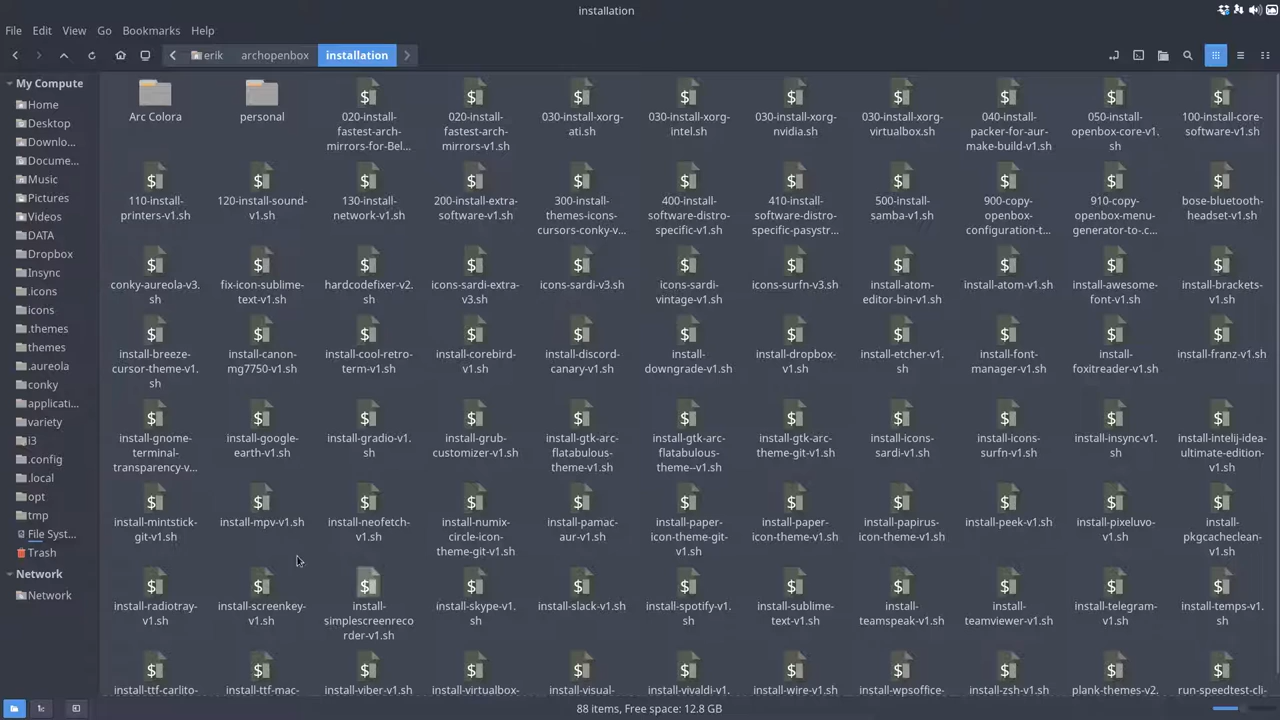 installation
File Edit View Go Bookmarks Help
erik archopenbox installation
My Compute
Home
Desktop
Downlo...
Docume...
Music
Pictures
Videos
DATA
Dropbox
Insync
.icons
icons
.themes
themes
.aureola
conky
applicati...
variety
i3
.config
.local
opt
tmp
File Syst...
Trash
Network
Network
Arc Colora
personal
020-install-
fastest-arch-
mirrors-for-Bel...
020-install-
fastest-arch-
mirrors-v1.sh
030-install-xorg-
ati.sh
030-install-xorg-
intel.sh
030-install-xorg-
nvidia.sh
030-install-xorg-
virtualbox.sh
040-install-
packer-for-aur-
make-build-v1.sh
050-install-
openbox-core-v1.
sh
100-install-core-
software-v1.sh
110-install-
printers-v1.sh
120-install-sound-
v1.sh
130-install-
network-v1.sh
200-install-extra-
software-v1.sh
300-install-
themes-icons-
cursors-conky-v...
400-install-
software-distro-
specific-v1.sh
410-install-
software-distro-
specific-pasystr...
500-install-
samba-v1.sh
900-copy-
openbox-
configuration-t...
910-copy-
openbox-menu-
generator-to-.c...
bose-bluetooth-
headset-v1.sh
conky-aureola-v3.
sh
fix-icon-sublime-
text-v1.sh
hardcodefixer-v2.
sh
icons-sardi-extra-
v3.sh
icons-sardi-v3.sh
icons-sardi-
vintage-v1.sh
icons-surfn-v3.sh
install-atom-
editor-bin-v1.sh
install-atom-v1.sh
install-awesome-
font-v1.sh
install-brackets-
v1.sh
install-breeze-
cursor-theme-v1.
sh
install-canon-
mg7750-v1.sh
install-cool-retro-
term-v1.sh
install-corebird-
v1.sh
install-discord-
canary-v1.sh
install-
downgrade-v1.sh
install-dropbox-
v1.sh
install-etcher-v1.
sh
install-font-
manager-v1.sh
install-
foxitreader-v1.sh
install-franz-v1.sh
install-gnome-
terminal-
transparency-v...
install-google-
earth-v1.sh
install-gradio-v1.
sh
install-grub-
customizer-v1.sh
install-gtk-arc-
flatabulous-
theme-v1.sh
install-gtk-arc-
flatabulous-
theme--v1.sh
install-gtk-arc-
theme-git-v1.sh
install-icons-
sardi-v1.sh
install-icons-
surfn-v1.sh
install-insync-v1.
sh
install-intelij-idea-
ultimate-edition-
v1.sh
install-mintstick-
git-v1.sh
install-mpv-v1.sh
install-neofetch-
v1.sh
install-numix-
circle-icon-
theme-git-v1.sh
install-pamac-
aur-v1.sh
install-paper-
icon-theme-git-
v1.sh
install-paper-
icon-theme-v1.sh
install-papirus-
icon-theme-v1.sh
install-peek-v1.sh
install-pixeluvo-
v1.sh
install-
pkgcacheclean-
v1.sh
install-radiotray-
v1.sh
install-screenkey-
v1.sh
install-
simplescreenreco
rder-v1.sh
install-skype-v1.
sh
install-slack-v1.sh
install-spotify-v1.
sh
install-sublime-
text-v1.sh
install-
teamspeak-v1.sh
install-
teamviewer-v1.sh
install-telegram-
v1.sh
install-temps-v1.
sh
install-ttf-carlito-
install-ttf-mac-
install-viber-v1.sh
install-virtualbox-
install-visual-
install-vivaldi-v1.
install-wire-v1.sh
install-wpsoffice-
install-zsh-v1.sh
plank-themes-v2.
run-speedtest-cli-
88 items, Free space: 12.8 GB